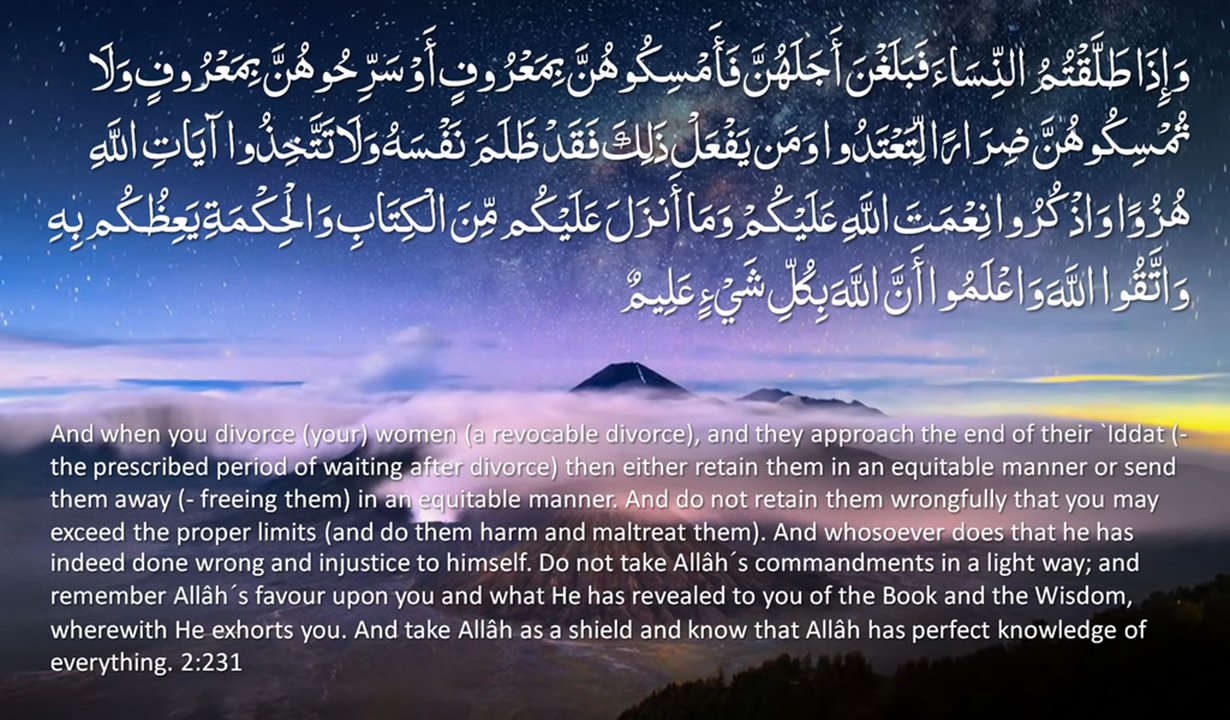 وَإِذَا طَلَّقْتُمُ النِّسَاءَ فَبَلَغْنَ أَجَلَهُنَّ فَأَمْسِكُوهُنَّ بِمَعْرُوفٍ أَوْ سَرِّحُوهُنَّ بِمَعْرُوفٍ وَلَا
تُمْسِكُوهُنَّ ضِرَارًا لِّتَعْتَدُوا وَمَن يَفْعَلْ ذَلِكَ فَقَدْ ظَلَمَ نَفْسَهُ وَلَا تَتَّخِذُوا آيَاتِ اللَّهِ
هُزُوًا وَاذْكُرُوا نِعْمَتَ اللَّهِ عَلَيْكُمْ وَمَا أَنزَلَ عَلَيْكُم مِّنَ الْكِتَابِ وَالْحِكْمَةِ يَعِظُكُم بِهِ
وَاتَّقُوا اللَّهَ وَاعْلَمُوا أَنَّ اللَّهَ بِكُلِّ شَيْءٍ عَلِيمٌ
And when you divorce (your) women (a revocable divorce), and they approach the end of their `Iddat (-
the prescribed period of waiting after divorce) then either retain them in an equitable manner or send
them away (- freeing them) in an equitable manner. And do not retain them wrongfully that you may
exceed the proper limits (and do them harm and maltreat them). And whosoever does that he has
indeed done wrong and injustice to himself. Do not take Allâh´s commandments in a light way; and
remember Allâh´s favour upon you and what He has revealed to you of the Book and the Wisdom,
wherewith He exhorts you. And take Allâh as a shield and know that Allâh has perfect knowledge of
everything. 2:231